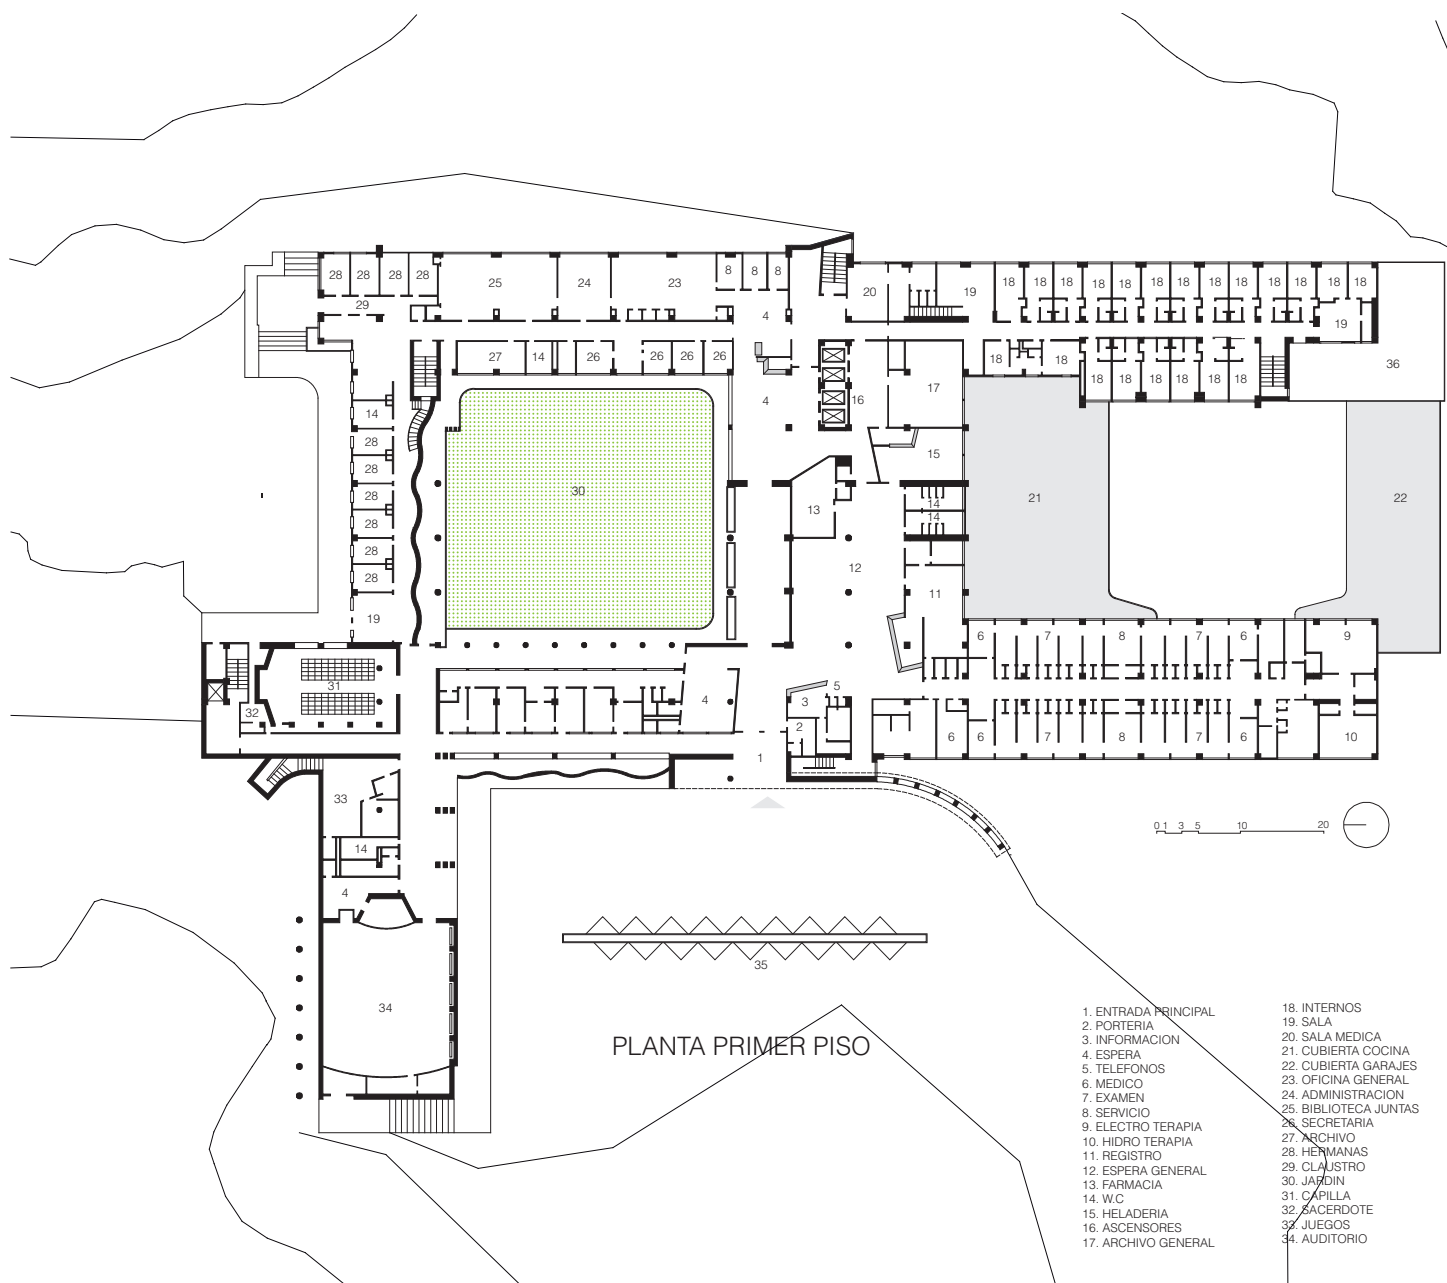 28 28 28 28 25 24 23 8 8 8 20 19 18 18 18 18 18 18 18 18 18 18 18 18 18
29 4 19
27 14 26 26 26 26 18 18 36
17 18 18 18 18 18 18
14 4 16
28 15
28
28 30 14 21 22
28 13 14
28 12
28 11
19
6 7 8 7 6 9
31 5
32 4 3
2 6 6 7 8 7 6 10
1
33
14
4
0 1 3 5 10 20
35
34
PLANTA PRIMER PISO
1. ENTRADA PRINCIPAL
2. PORTERIA
3. INFORMACION
4. ESPERA
5. TELEFONOS
6. MEDICO
7. EXAMEN
8. SERVICIO
9. ELECTRO TERAPIA
10. HIDRO TERAPIA
11. REGISTRO
12. ESPERA GENERAL
13. FARMACIA
14. W.C
15. HELADERIA
16. ASCENSORES
17. ARCHIVO GENERAL
18. INTERNOS
19. SALA
20. SALA MEDICA
21. CUBIERTA COCINA
22. CUBIERTA GARAJES
23. OFICINA GENERAL
24. ADMINISTRACION
25. BIBLIOTECA JUNTAS
26. SECRETARIA
27. ARCHIVO
28. HERMANAS
29. CLAUSTRO
30. JARDIN
31. CAPILLA
32. SACERDOTE
33. JUEGOS
34. AUDITORIO